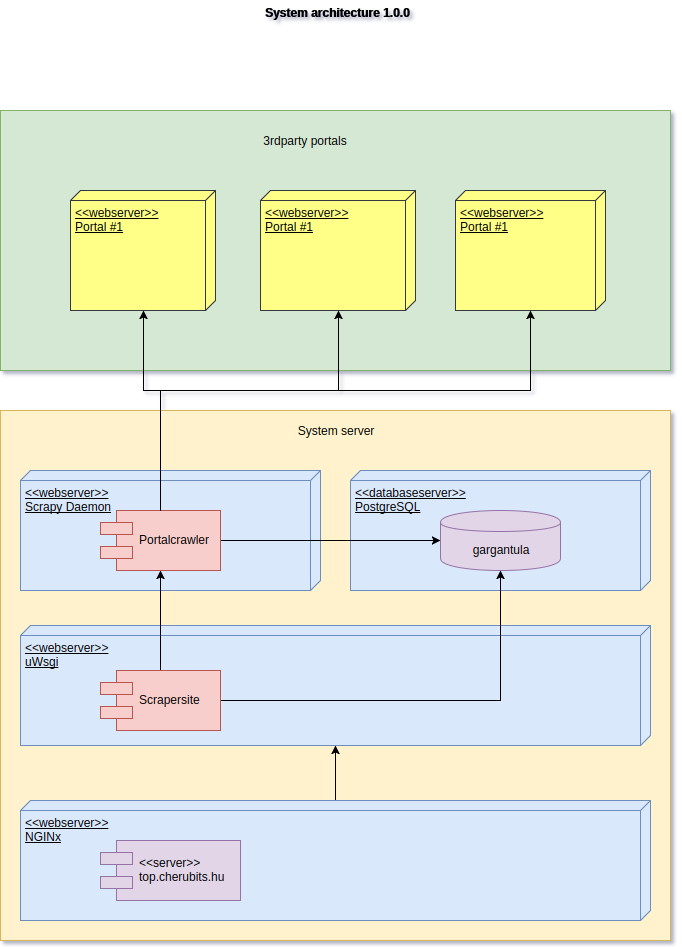 System architecture 1.0.0
3rdparty portals
<<webserver>>
Portal #1
<<webserver>>
Portal #1
<<webserver>>
Portal #1
System server
<<webserver>>
Scrapy Daemon
Portalcrawler
<<databaseserver>>
PostgreSQL
gargantula
<<webserver>>
uWsgi
Scrapersite
<<webserver>>
NGINx
<<server>>
top.cherubits.hu